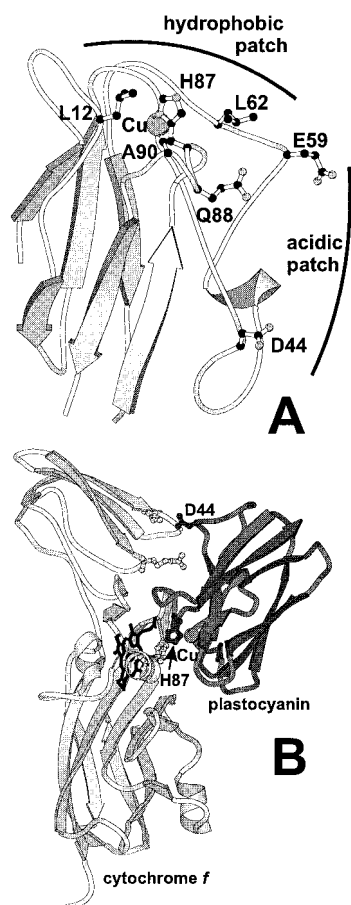 hydrophobic
patch
H87
L12
L62
Cu
E59
A90
Q88
acidic
patch
D44
A
D44
Cu
H87
plastocyanin
B
cytochrome f